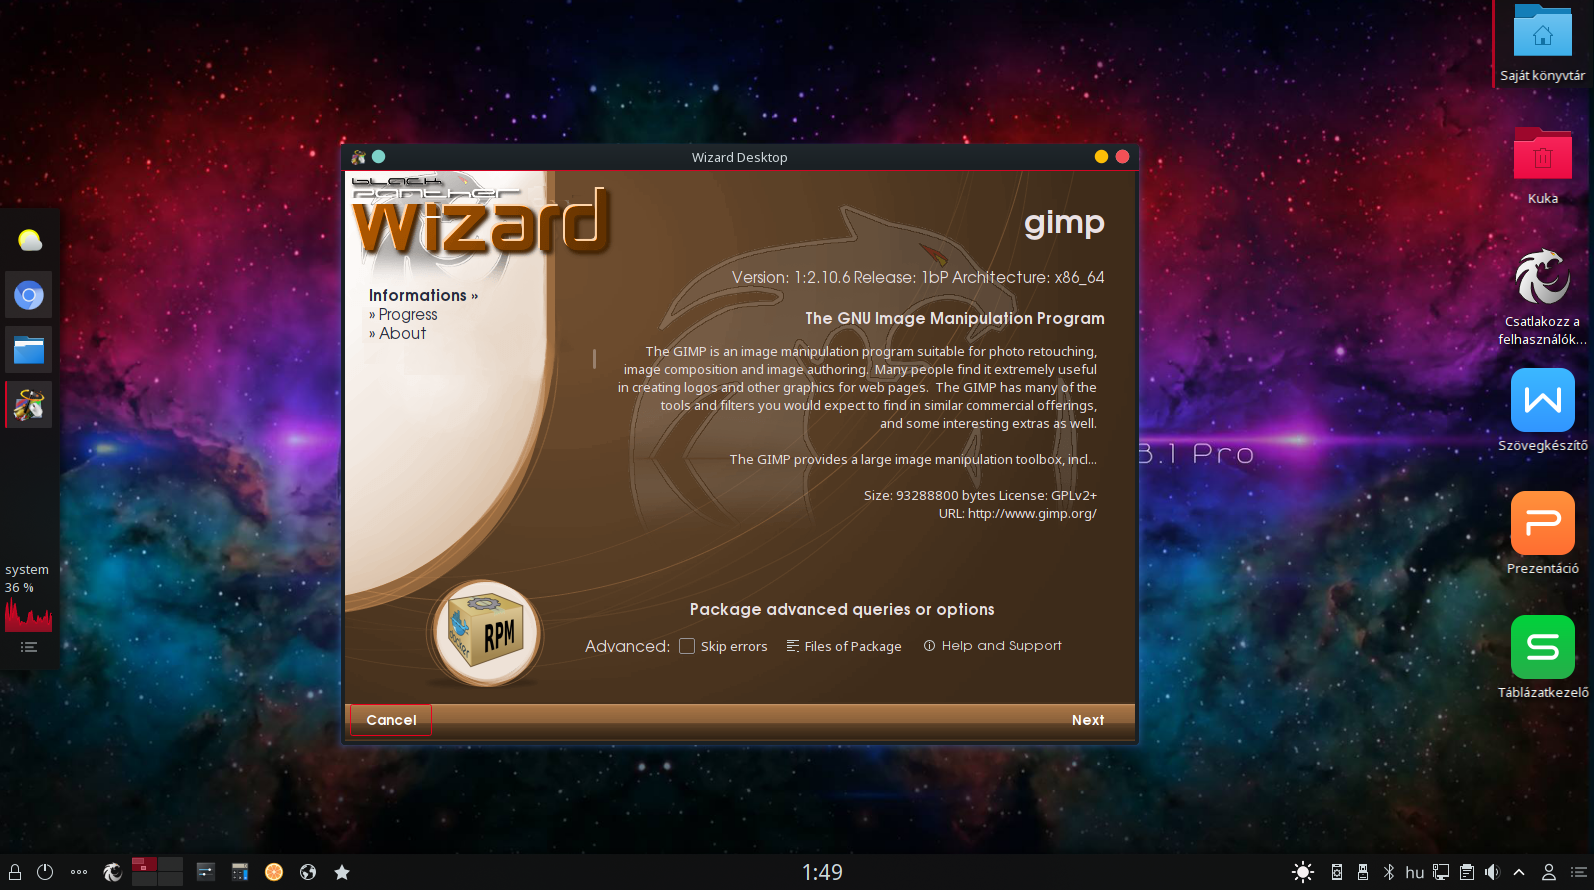 Saját könyvtár
Kuka
Csatlakozz a
felhasználók...
Szövegkészítő
Prezentáció
Táblázatkezelő
3.1 Pro
system
36 %
Wizard Desktop
black
panther
wizard
Informations »
» Progress
» About
gimp
Version: 1:2.10.6 Release: 1bP Architecture: x86_64
The GNU Image Manipulation Program
The GIMP is an image manipulation program suitable for photo retouching,
image composition and image authoring.  Many people find it extremely useful
in creating logos and other graphics for web pages.  The GIMP has many of the
tools and filters you would expect to find in similar commercial offerings,
and some interesting extras as well.
The GIMP provides a large image manipulation toolbox, incl...
Size: 93288800 bytes License: GPLv2+
URL: http://www.gimp.org/
docker
RPM
Package advanced queries or options
Advanced: Skip errors Files of Package Help and Support
Cancel Next
1:49
hu